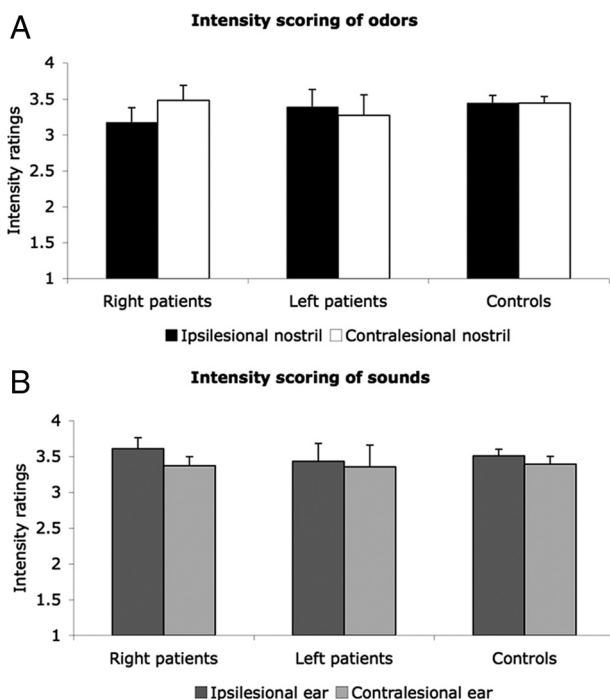 A
Intensity scoring of odors
4
3.5
3
2.5
2
1.5
1
Intensity ratings
Right patients Left patients Controls
Ipsilesional nostril Contralesional nostril
B
Intensity scoring of sounds
4
3.5
3
2.5
2
1.5
1
Intensity ratings
Right patients Left patients Controls
Ipsilesional ear Contralesional ear